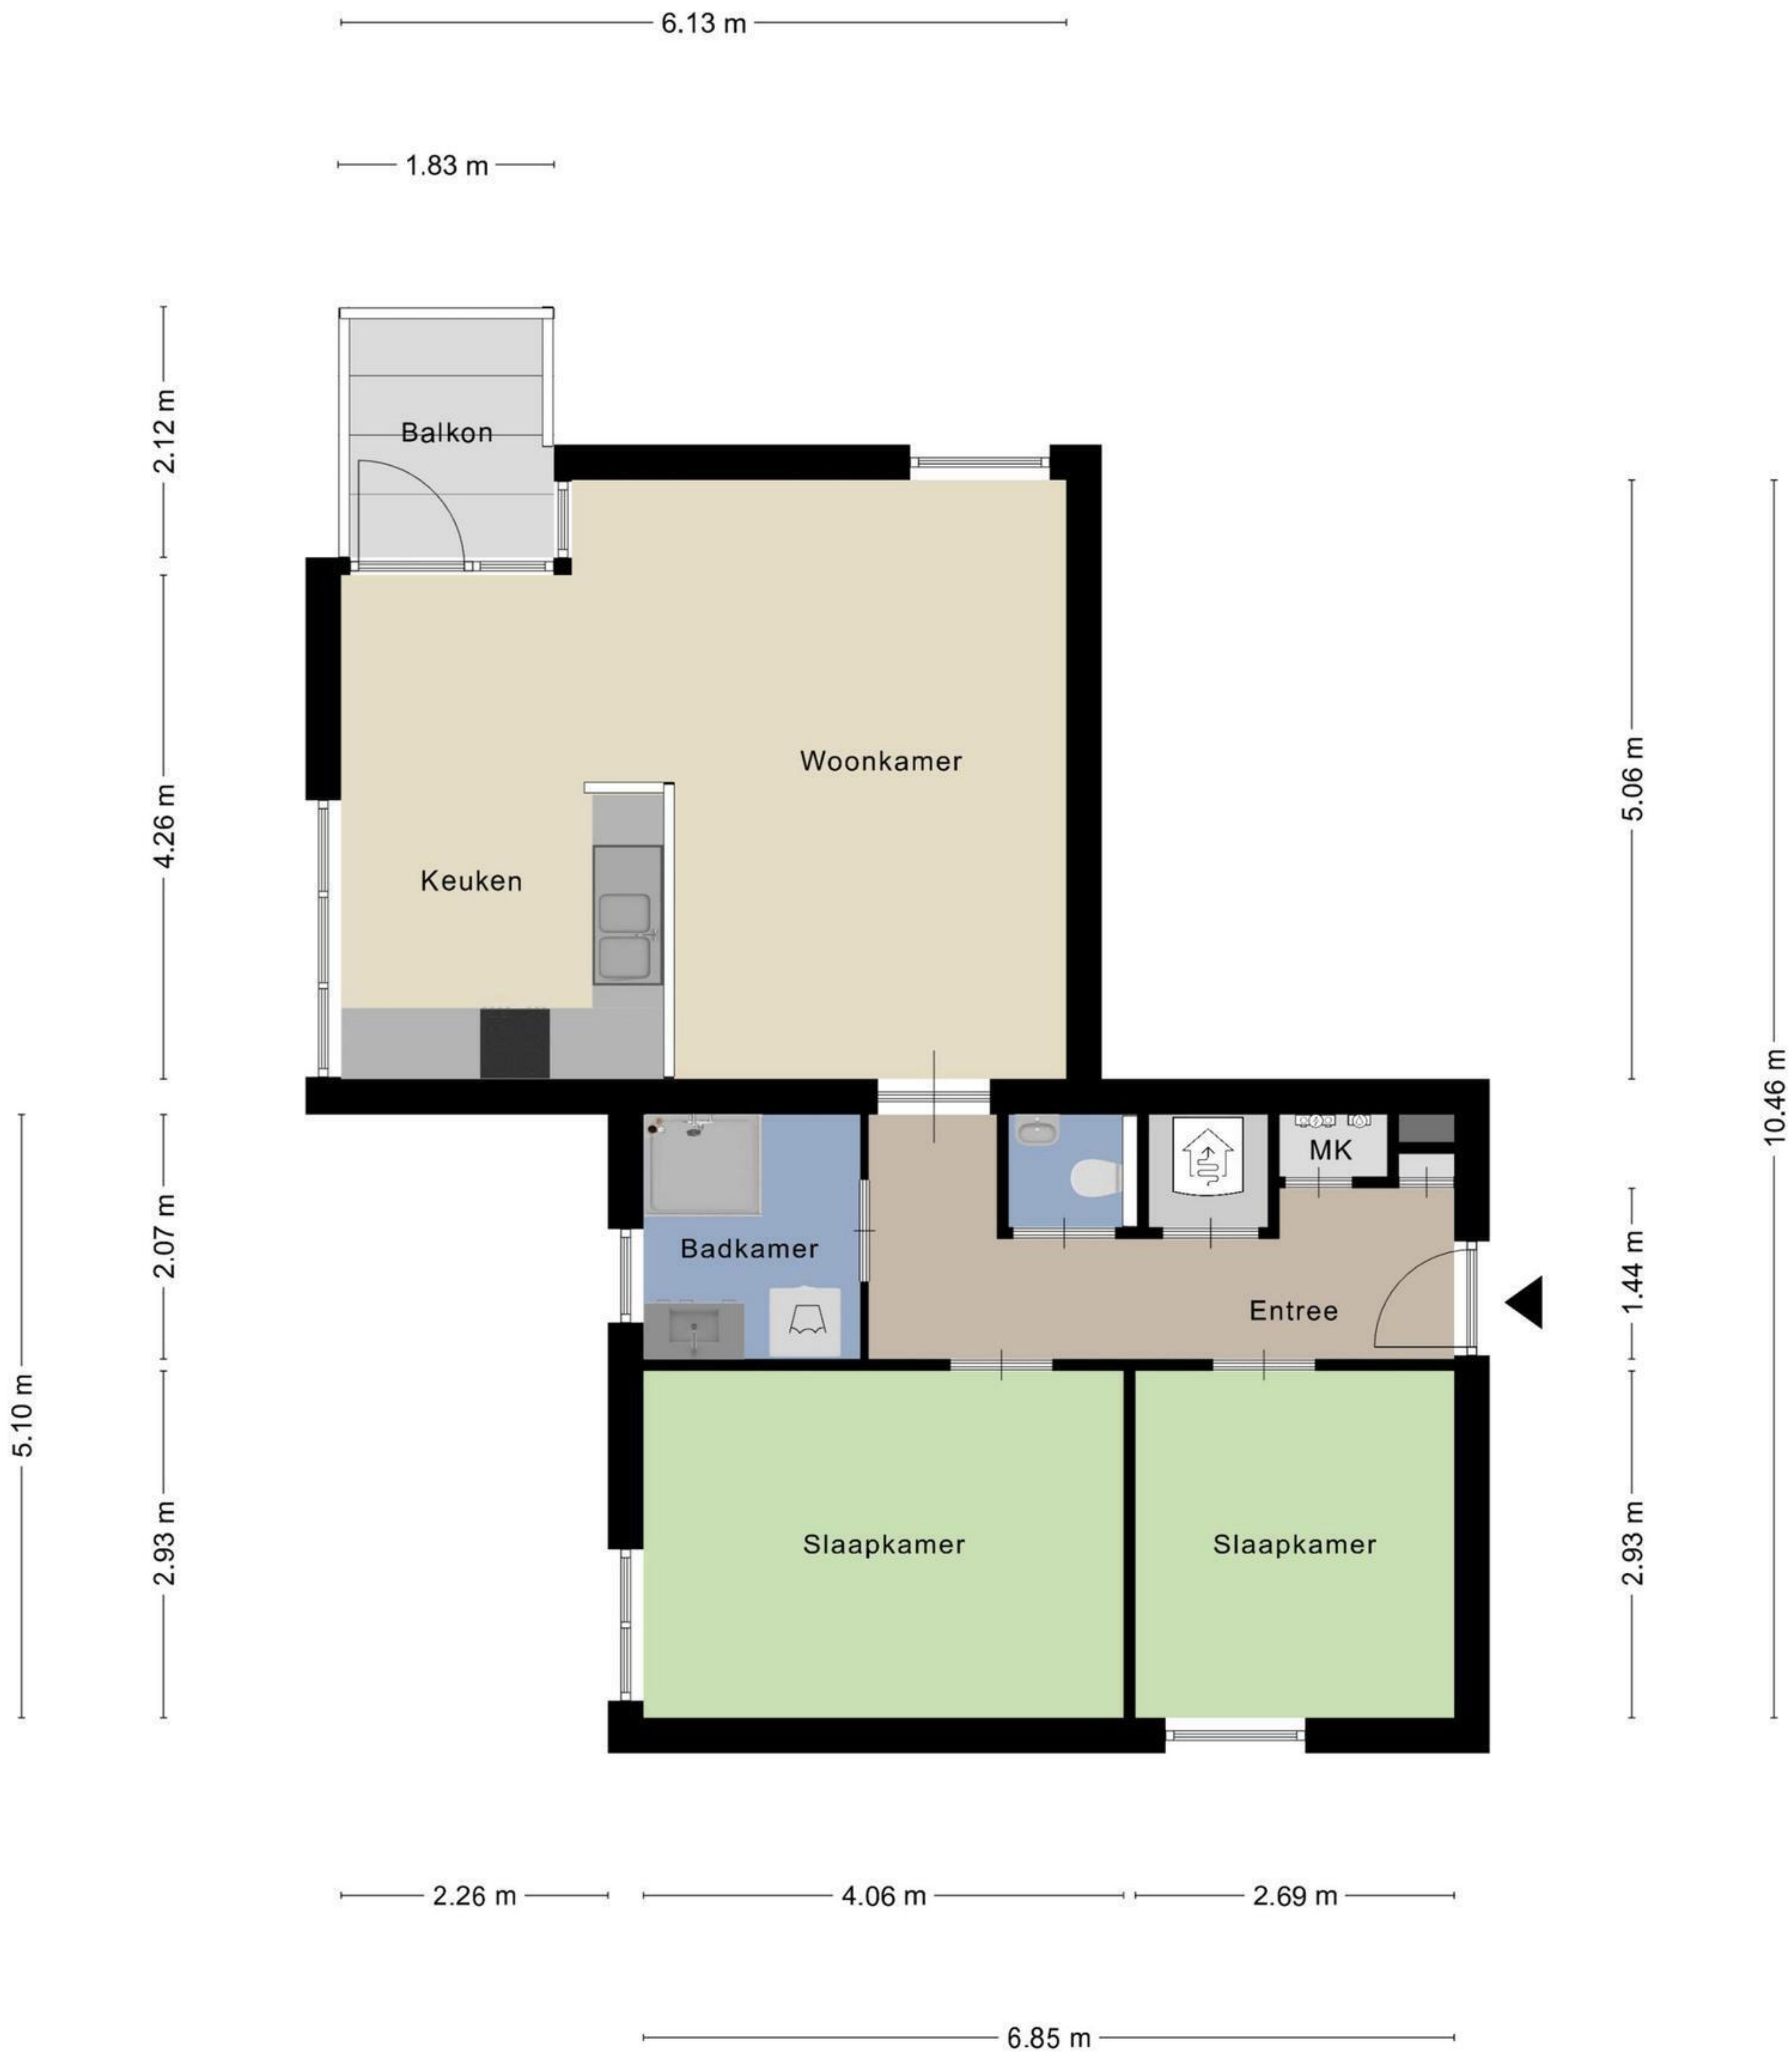 6.13 m
1.83 m
2.12 m
Balkon
4.26 m
Woonkamer
5.06 m
Keuken
10.46 m
MK
2.07 m
Badkamer
1.44 m
Entree
5.10 m
2.93 m
Slaapkamer
Slaapkamer
2.93 m
2.26 m
4.06 m
2.69 m
6.85 m